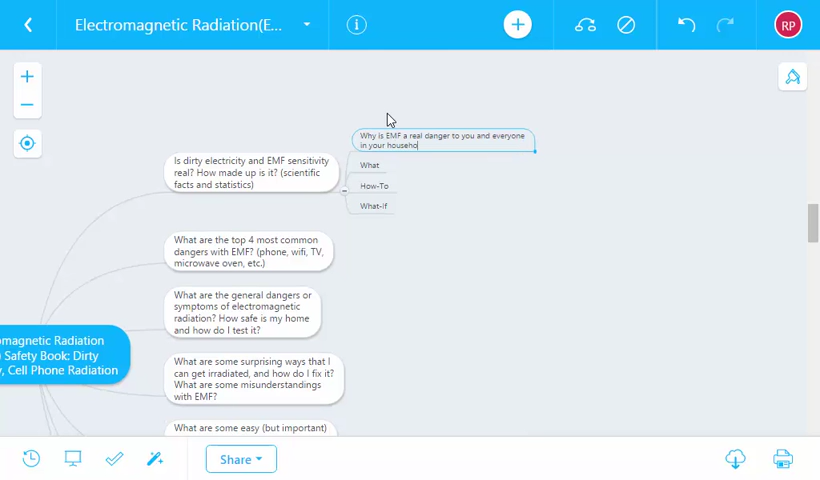 Electromagnetic Radiation(E...
RP
Why is EMF a real danger to you and everyone
in your househo
Is dirty electricity and EMF sensitivity
real? How made up is it? (scientific
facts and statistics)
What
How-To
What-if
What are the top 4 most common
dangers with EMF? (phone, wifi, TV,
microwave oven, etc.)
What are the general dangers or
symptoms of electromagnetic
radiation? How safe is my home
and how do I test it?
omagnetic Radiation
) Safety Book: Dirty
y, Cell Phone Radiation
What are some surprising ways that I
can get irradiated, and how do I fix it?
What are some misunderstandings
with EMF?
What are some easy (but important)
Share